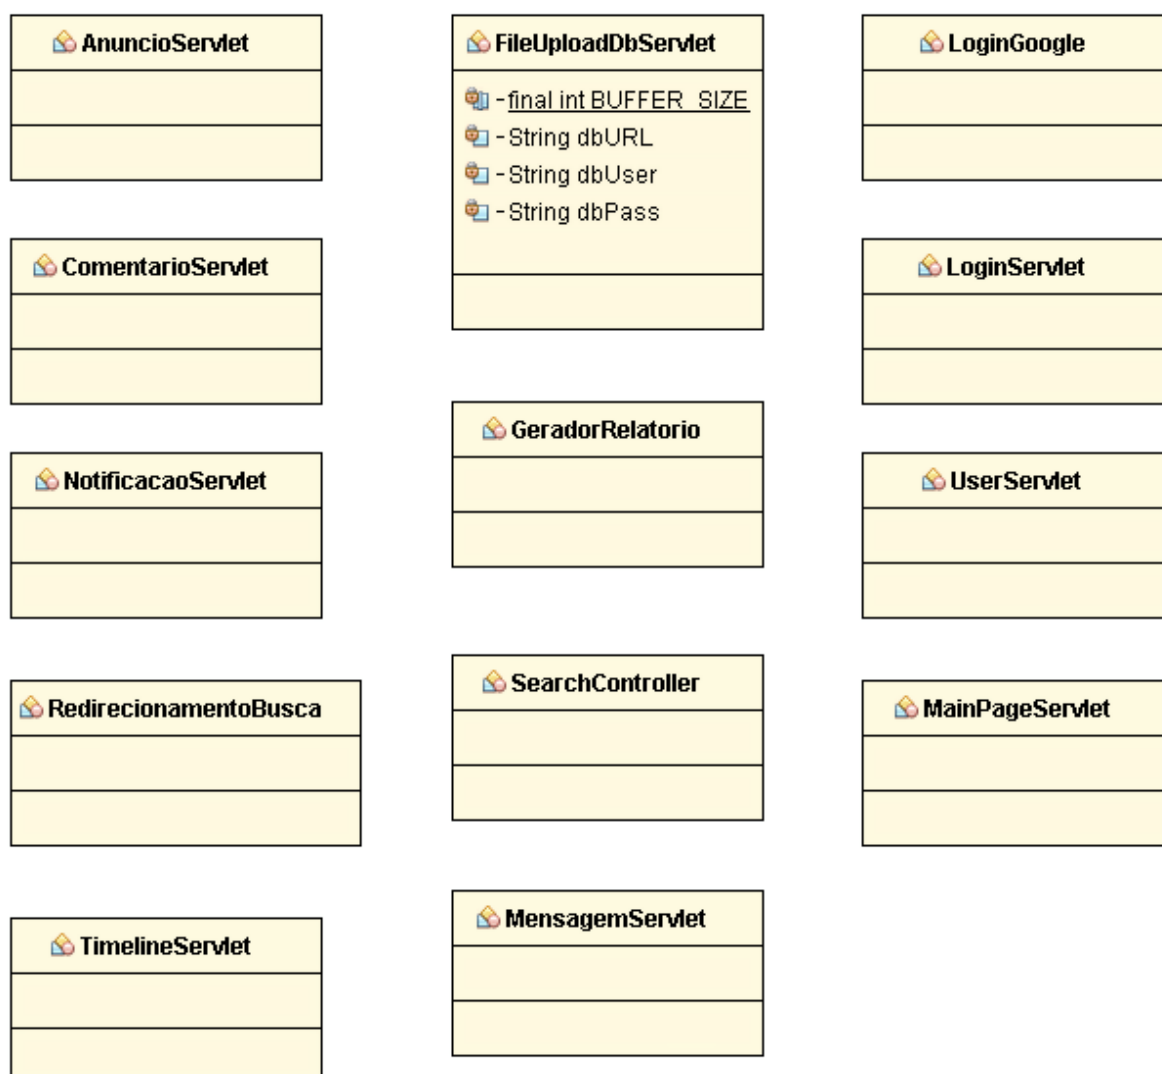 AnuncioServlet
FileUploadDbServlet
- final int BUFFER_SIZE
- String dbURL
- String dbUser
- String dbPass
LoginGoogle
ComentarioServlet
LoginServlet
GeradorRelatorio
NotificacaoServlet
UserServlet
SearchController
RedirecionamentoBusca
MainPageServlet
MensagemServlet
TimelineServlet